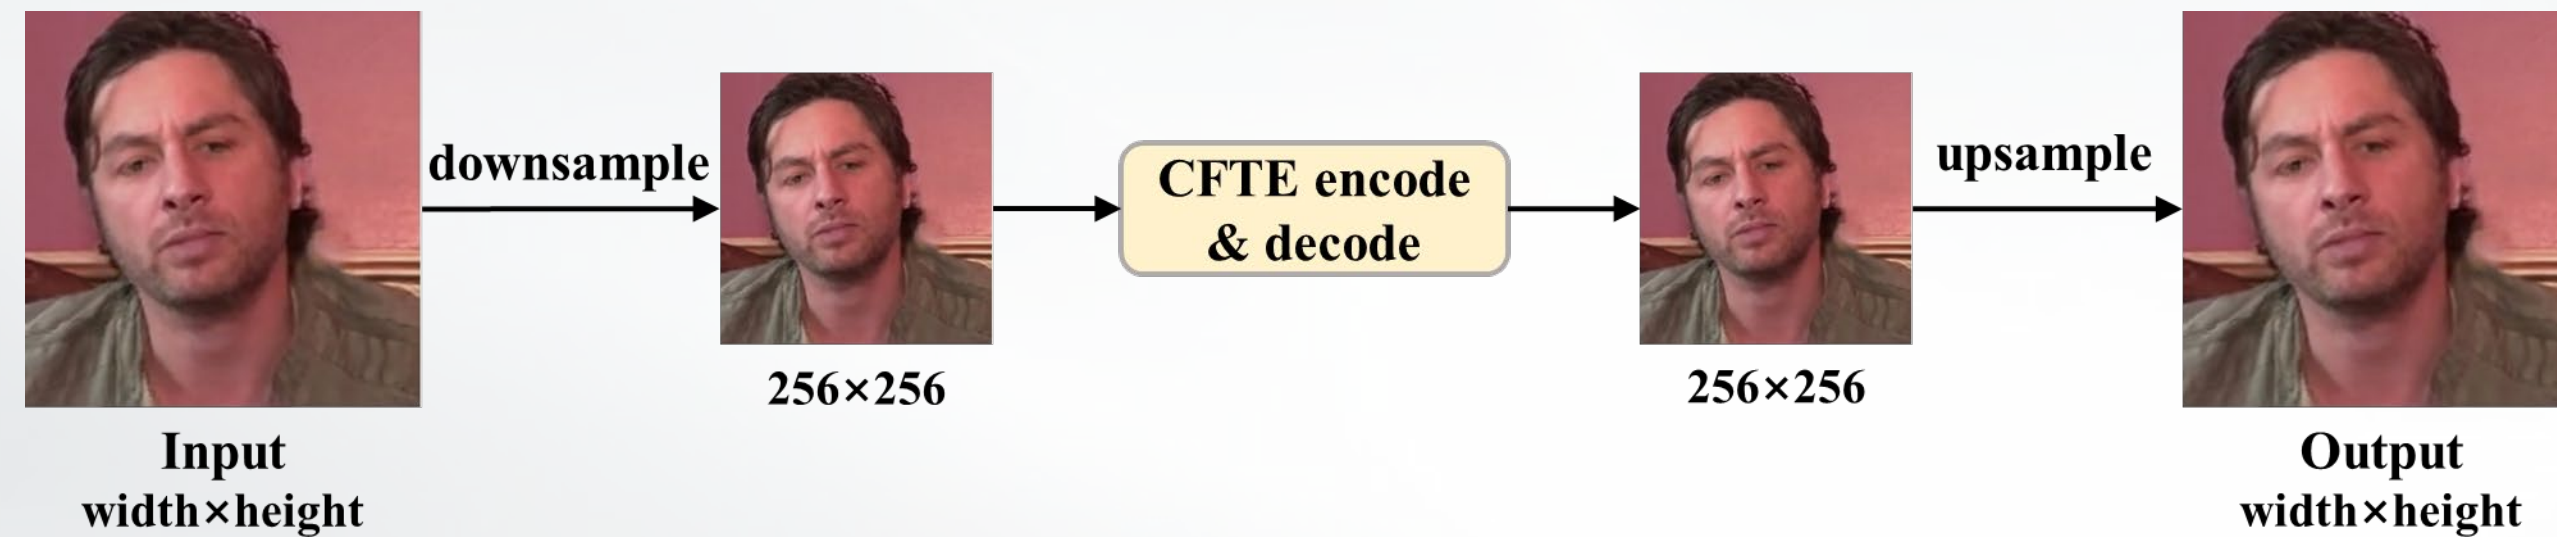 downsample
CFTE encode
& decode
upsample
256×256
256×256
Input
width×height
Output
width×height